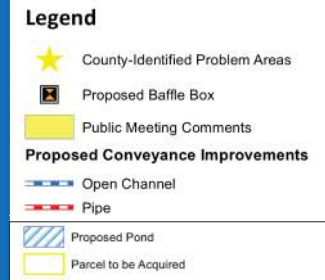 Legend
County-Identified Problem Areas
Proposed Baffle Box
Public Meeting Comments
Proposed Conveyance Improvements
Open Channel
Pipe
Proposed Pond
Parcel to be Acquired